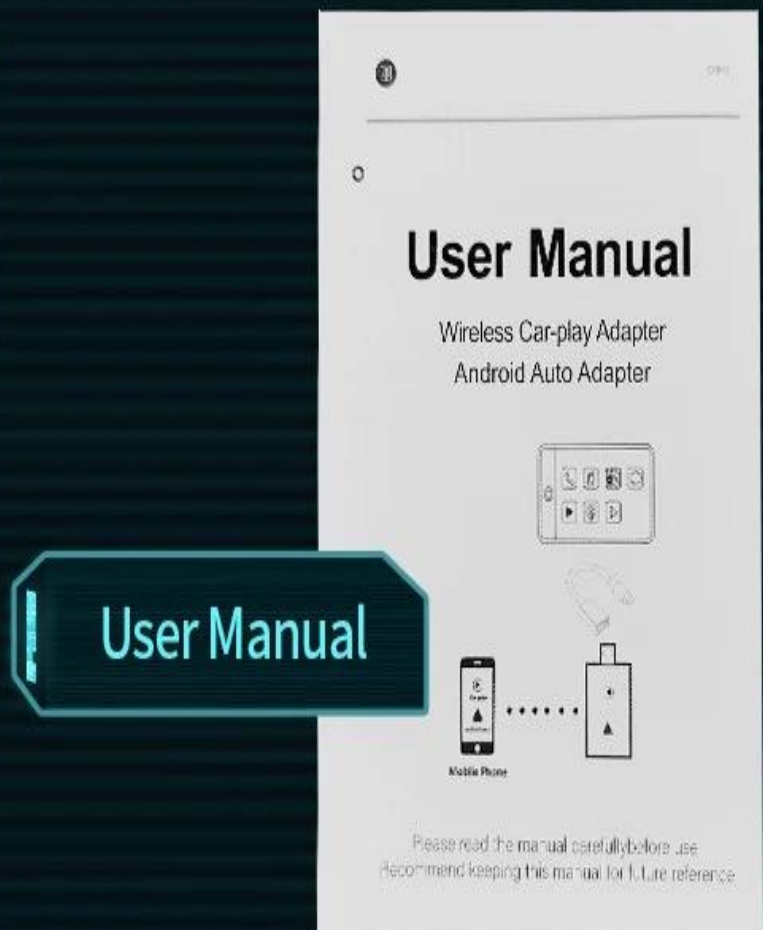 User Manual
Wireless Car-play Adapter
Android Auto Adapter
User Manual
Mobile Phone
Please read the manual carefullybefore use
Recommend keeping this manual for future reference